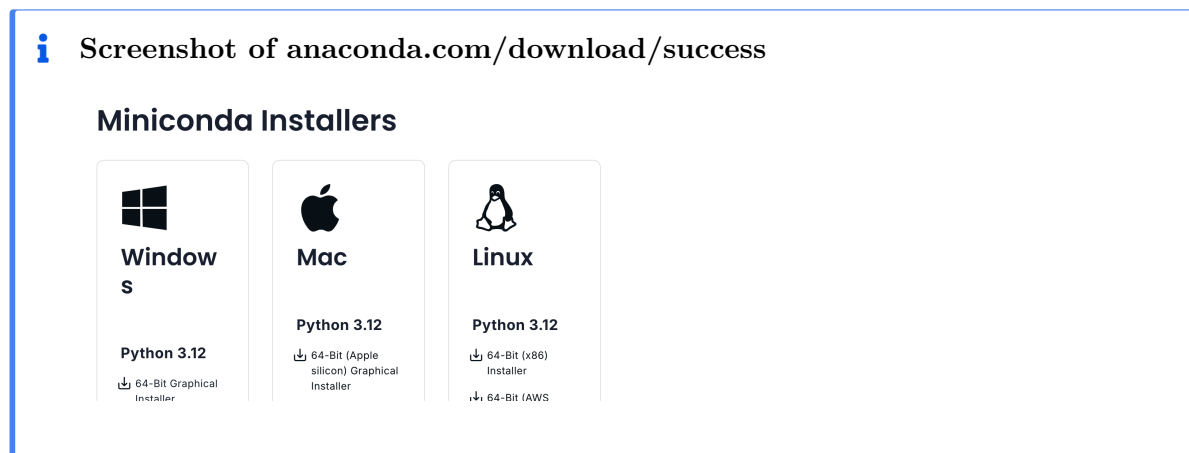 Screenshot of anaconda.com/download/success
Miniconda Installers
Window
s
Python 3.12
64-Bit Graphical
Installer
Mac
Python 3.12
64-Bit (Apple
silicon) Graphical
Installer
Linux
Python 3.12
64-Bit (x86)
Installer
64-Bit (AWS